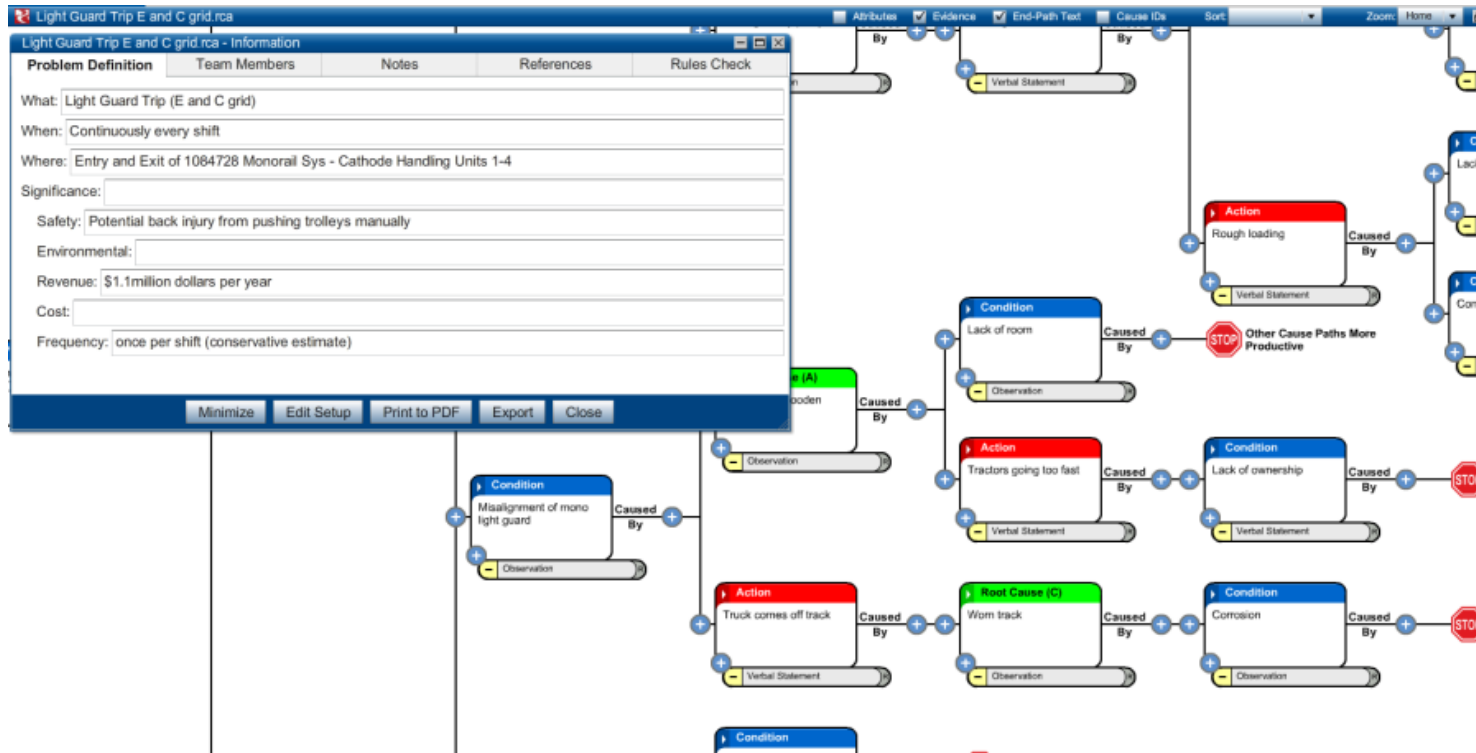 Light Guard Trip E and C grid.rca
Attributes
Evidence
End-Path Text
Cause IDs
Sort:
Zoom: Home
Light Guard Trip E and C grid.rca - Information
Problem Definition
Team Members
Notes
References
Rules Check
What: Light Guard Trip (E and C grid)
When: Continuously every shift
Where: Entry and Exit of 1084728 Monorail Sys - Cathode Handling Units 1-4
Significance:
Safety: Potential back injury from pushing trolleys manually
Environmental:
Revenue: $1.1million dollars per year
Cost:
Frequency: once per shift (conservative estimate)
Minimize
Edit Setup
Print to PDF
Export
Close
By
Verbal Statement
By
Action
Rough loading
Verbal Statement
Caused
By
Condition
Lack of room
Observation
Caused
By
STOP
Other Cause Paths More
Productive
(A)
Observation
Caused
By
Action
Tractors going too fast
Verbal Statement
Caused
By
Condition
Lack of ownership
Verbal Statement
Caused
By
Condition
Misalignment of mono
light guard
Observation
Caused
By
Action
Truck comes off track
Verbal Statement
Caused
By
Root Cause (C)
Worn track
Observation
Caused
By
Condition
Corrosion
Observation
Caused
By
Condition